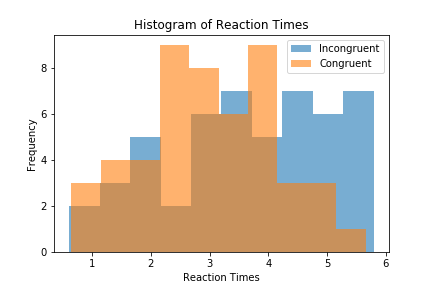 Histogram of Reaction Times
Incongruent
Congruent
8
6
4
2
0
Frequency
1 2 3 4 5 6
Reaction Times